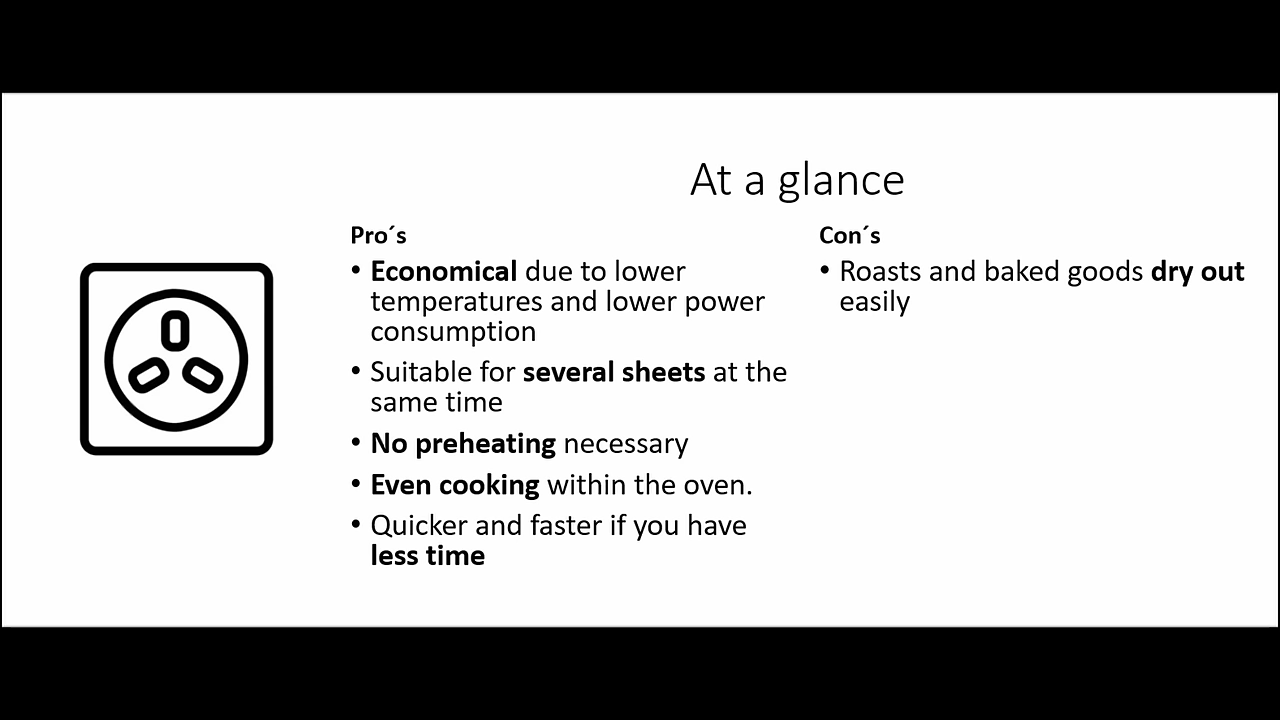 At a glance
Pro´s
• Economical due to lower
temperatures and lower power
consumption
• Suitable for several sheets at the
same time
• No preheating necessary
• Even cooking within the oven.
• Quicker and faster if you have
less time
Con´s
• Roasts and baked goods dry out
easily